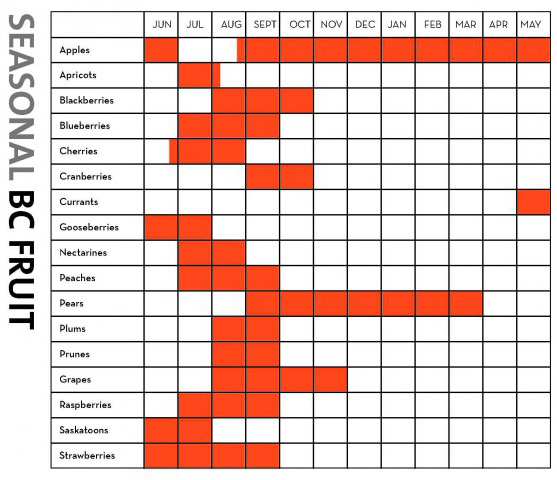 SEASONAL BC FRUIT
JUN JUL AUG SEPT OCT NOV DEC JAN FEB MAR APR MAY
Apples
Apricots
Blackberries
Blueberries
Cherries
Cranberries
Currants
Gooseberries
Nectarines
Peaches
Pears
Plums
Prunes
Grapes
Raspberries
Saskatoons
Strawberries